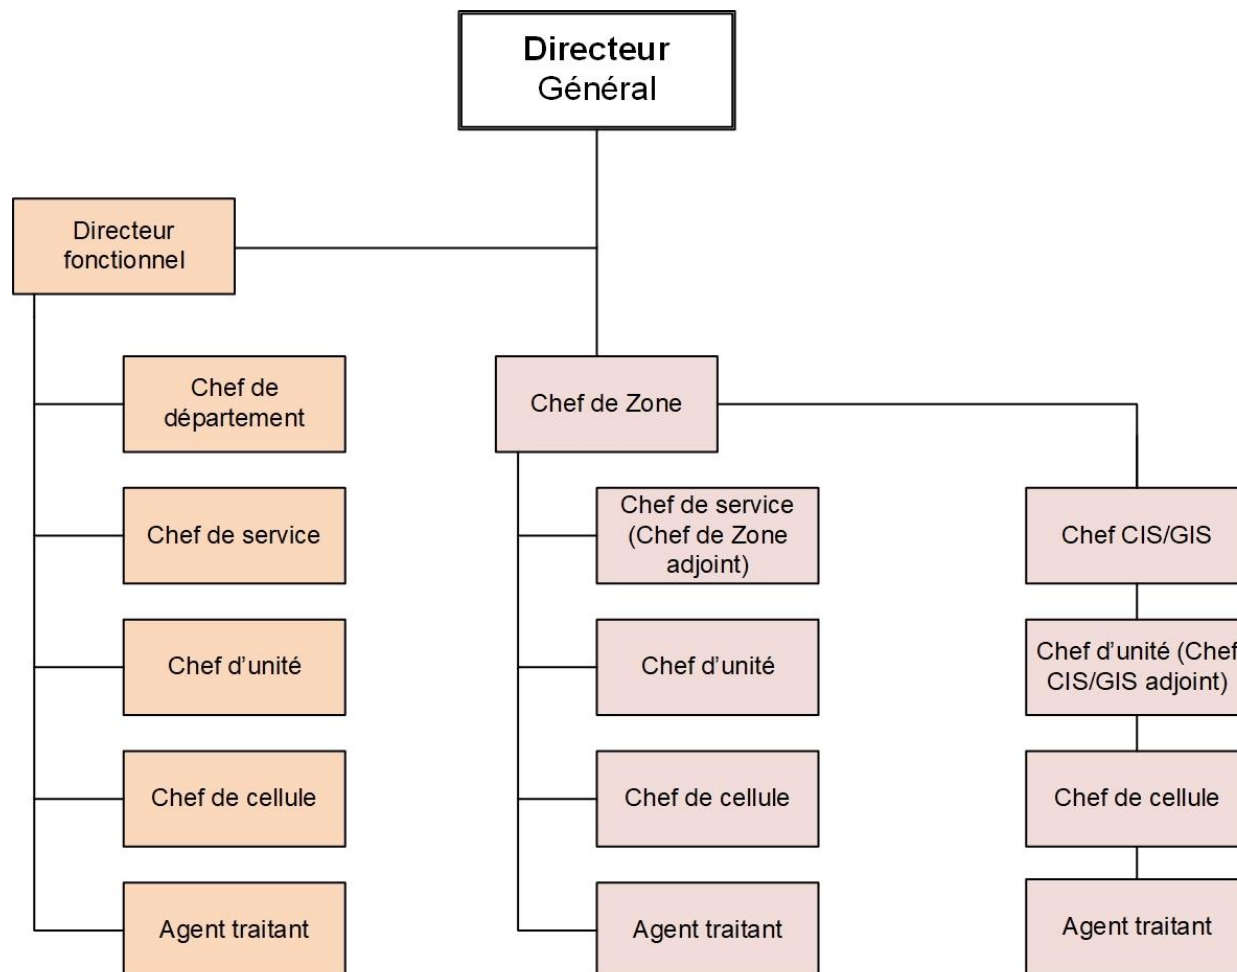 Directeur
Général
Directeur
fonctionnel
Chef de
département
Chef de service
Chef d’unité
Chef de cellule
Agent traitant
Chef de Zone
Chef de service
(Chef de Zone
adjoint)
Chef d’unité
Chef de cellule
Agent traitant
Chef CIS/GIS
Chef d’unité (Chef
CIS/GIS adjoint)
Chef de cellule
Agent traitant